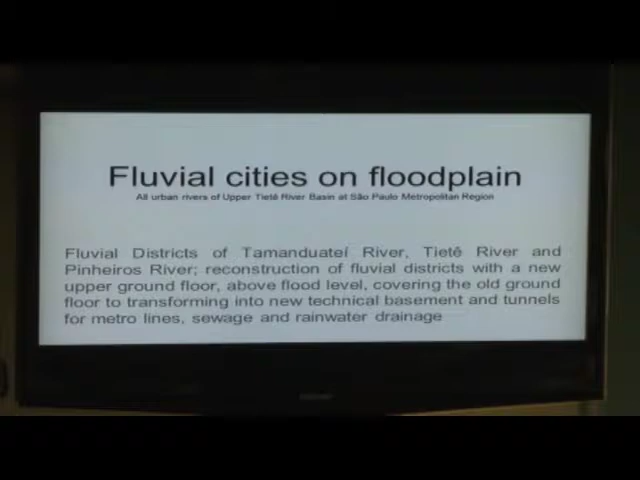 Fluvial cities on floodplain
All urban rivers of Upper Tietê River Basin at São Paulo Metropolitan Region
Fluvial Districts of Tamanduateí River, Tietê River and
Pinheiros River; reconstruction of fluvial districts with a new
upper ground floor, above flood level, covering the old ground
floor to transforming into new technical basement and tunnels
for metro lines, sewage and rainwater drainage